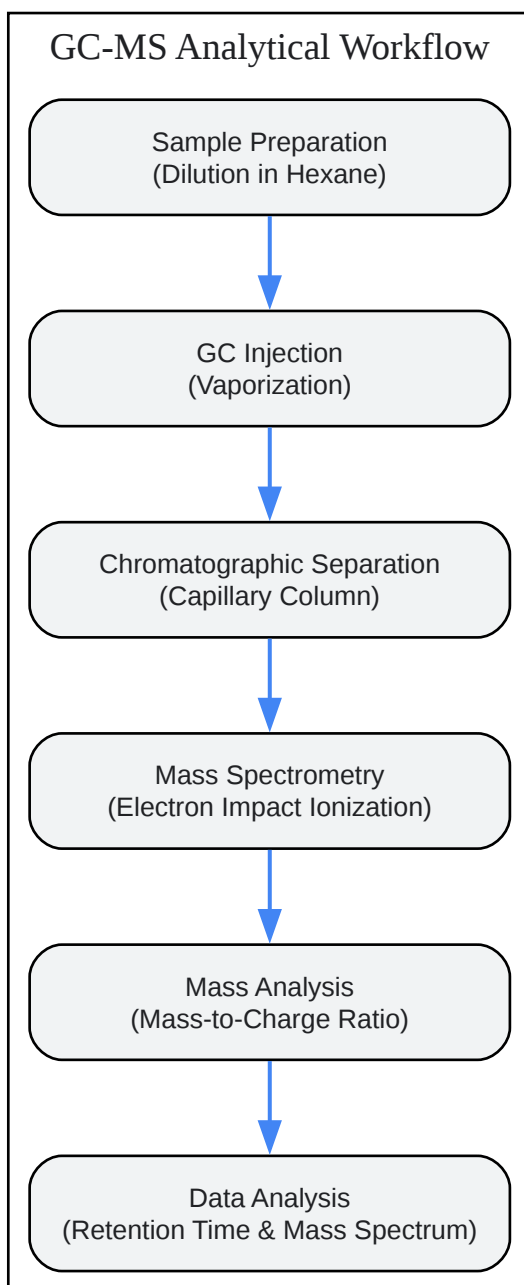 GC-MS Analytical Workflow
Sample Preparation
(Dilution in Hexane)
GC Injection
(Vaporization)
Chromatographic Separation
(Capillary Column)
Mass Spectrometry
(Electron Impact Ionization)
Mass Analysis
(Mass-to-Charge Ratio)
Data Analysis
(Retention Time & Mass Spectrum)